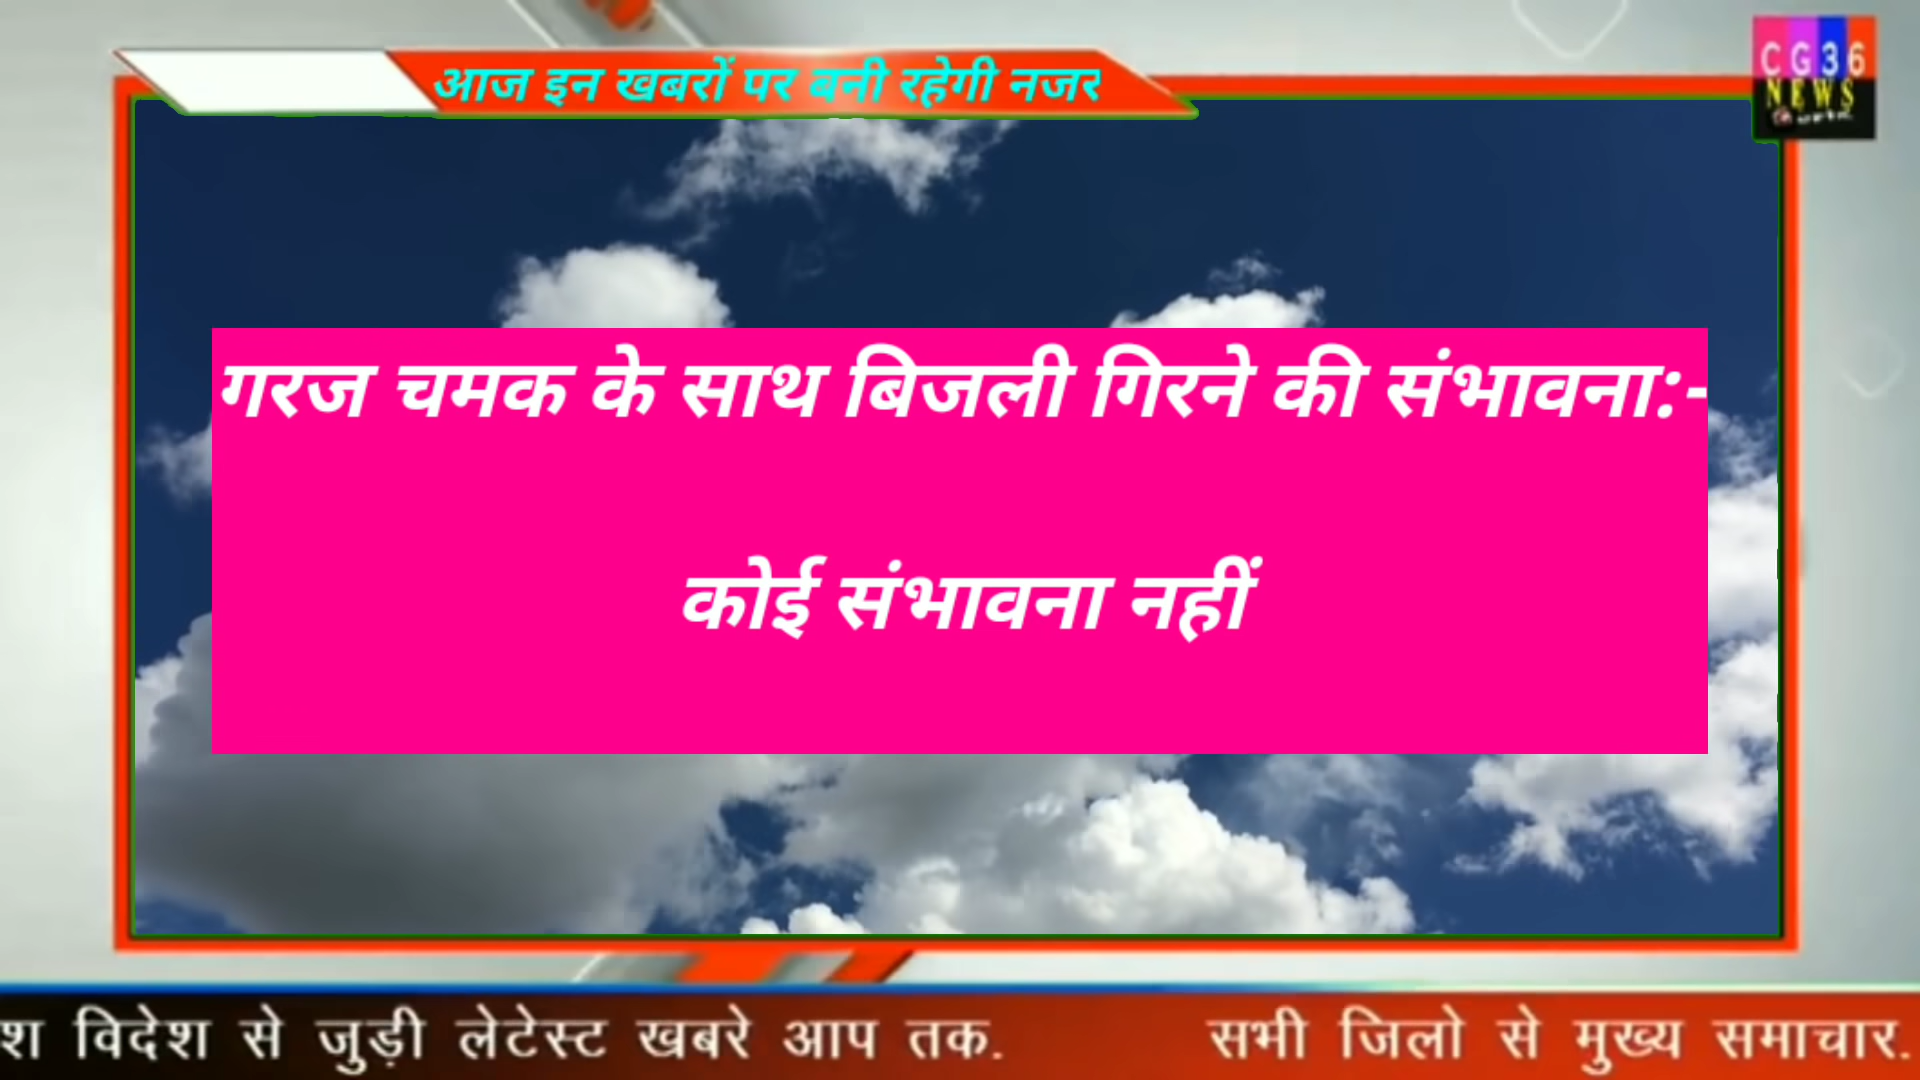 आज इन खबरों पर बनी रहेगी नजर
CG36
NEWS
गरज चमक के साथ बिजली गिरने की संभावना:-
कोई संभावना नहीं
श विदेश से जुड़ी लेटेस्ट खबरे आप तक. सभी जिलो से मुख्य समाचार.